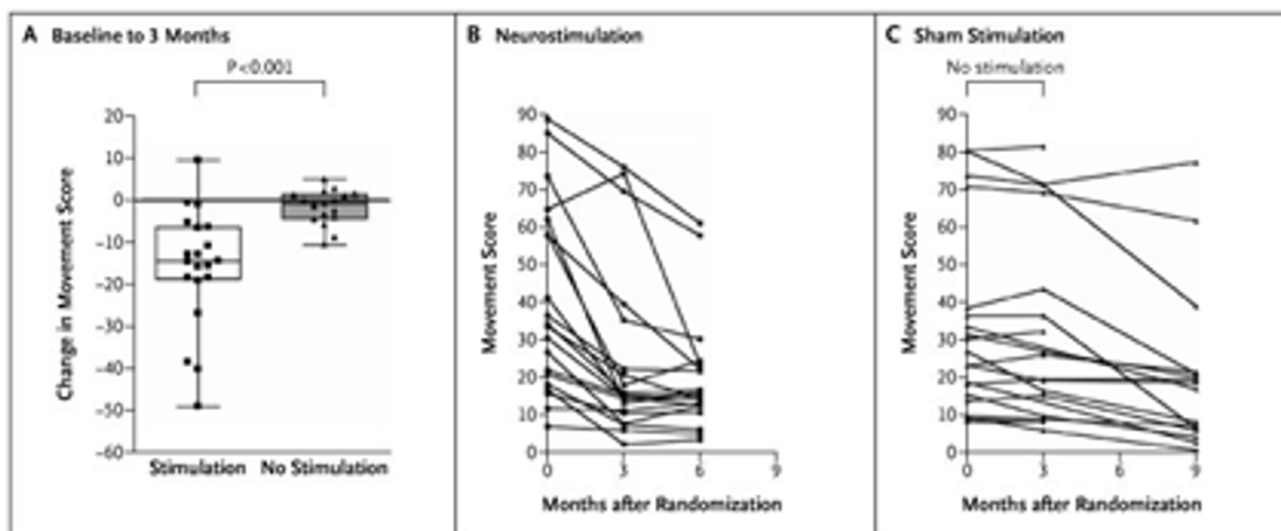 A Baseline to 3 Months
P<0.001
Change in Movement Score
20
10
0
−10
−20
−30
−40
−50
−60
Stimulation No Stimulation
B Neurostimulation
Movement Score
90
80
70
60
50
40
30
20
10
0
0 3 6 9
Months after Randomization
C Sham Stimulation
No stimulation
Movement Score
90
80
70
60
50
40
30
20
10
0
0 3 6 9
Months after Randomization